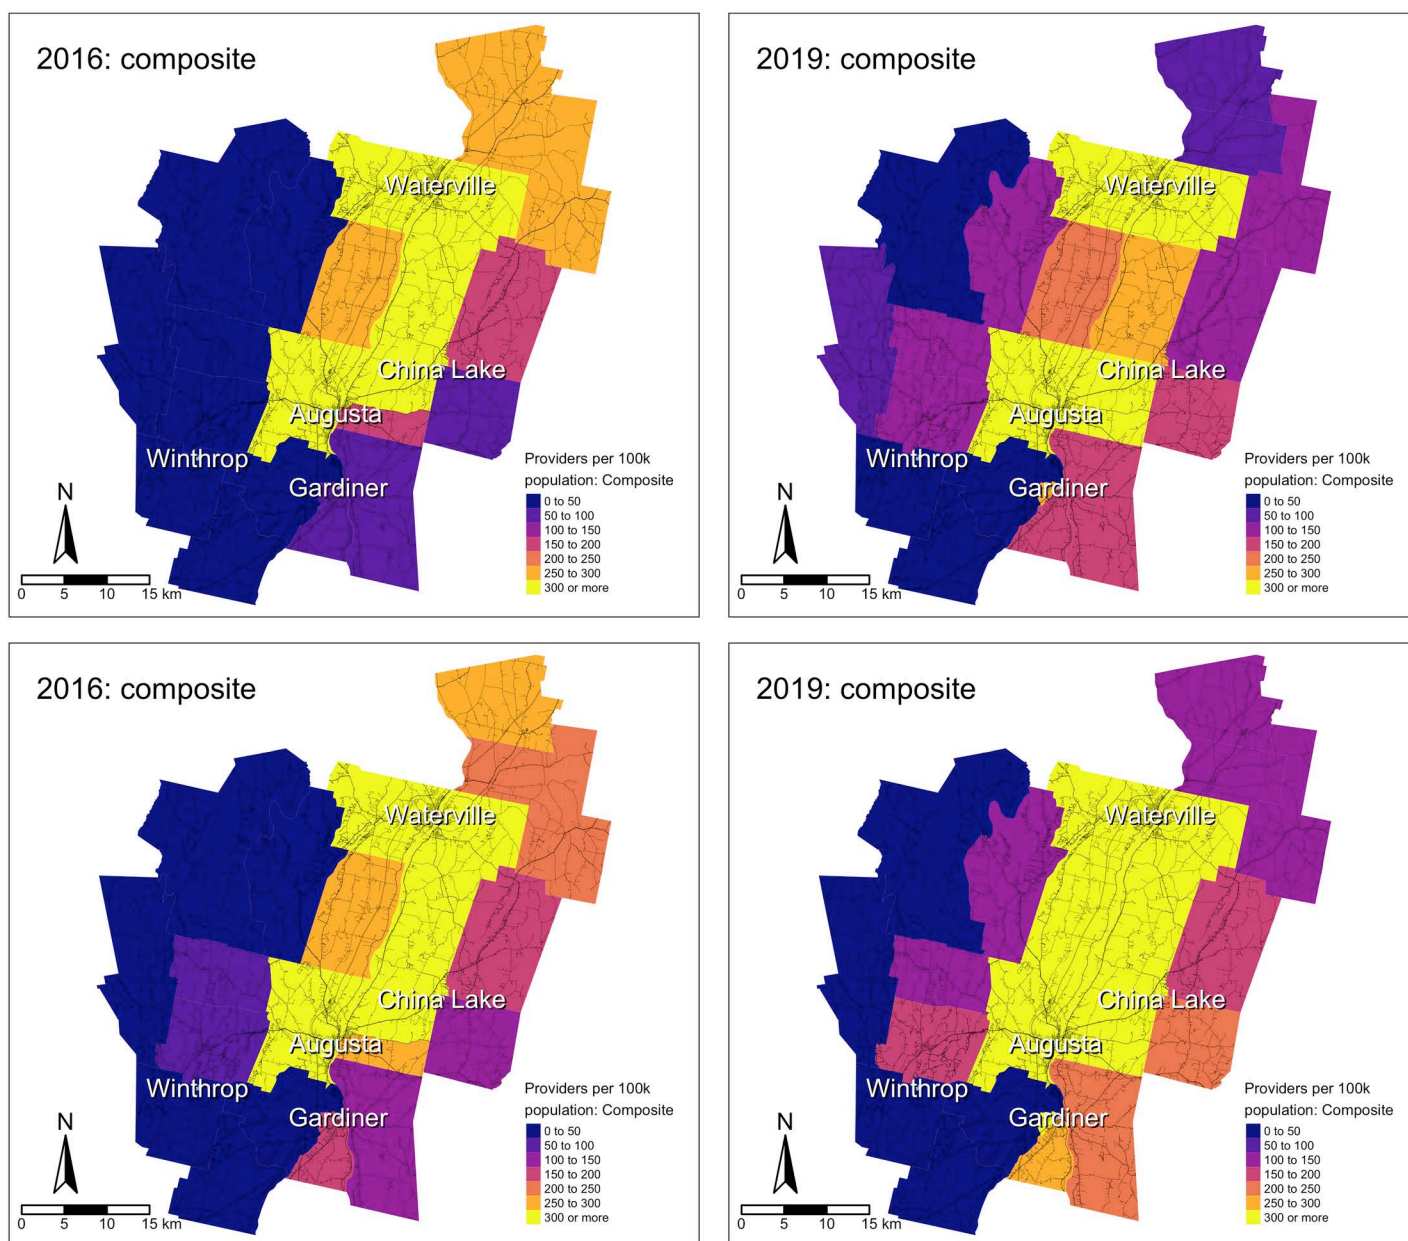 2016: composite
Waterville
China Lake
Augusta
Winthrop
Gardiner
N
0 5 10 15 km
Providers per 100k
population: Composite
0 to 50
50 to 100
100 to 150
150 to 200
200 to 250
250 to 300
300 or more
2019: composite
Waterville
China Lake
Augusta
Winthrop
Gardiner
N
0 5 10 15 km
Providers per 100k
population: Composite
0 to 50
50 to 100
100 to 150
150 to 200
200 to 250
250 to 300
300 or more
2016: composite
Waterville
China Lake
Augusta
Winthrop
Gardiner
N
0 5 10 15 km
Providers per 100k
population: Composite
0 to 50
50 to 100
100 to 150
150 to 200
200 to 250
250 to 300
300 or more
2019: composite
Waterville
China Lake
Augusta
Winthrop
Gardiner
N
0 5 10 15 km
Providers per 100k
population: Composite
0 to 50
50 to 100
100 to 150
150 to 200
200 to 250
250 to 300
300 or more